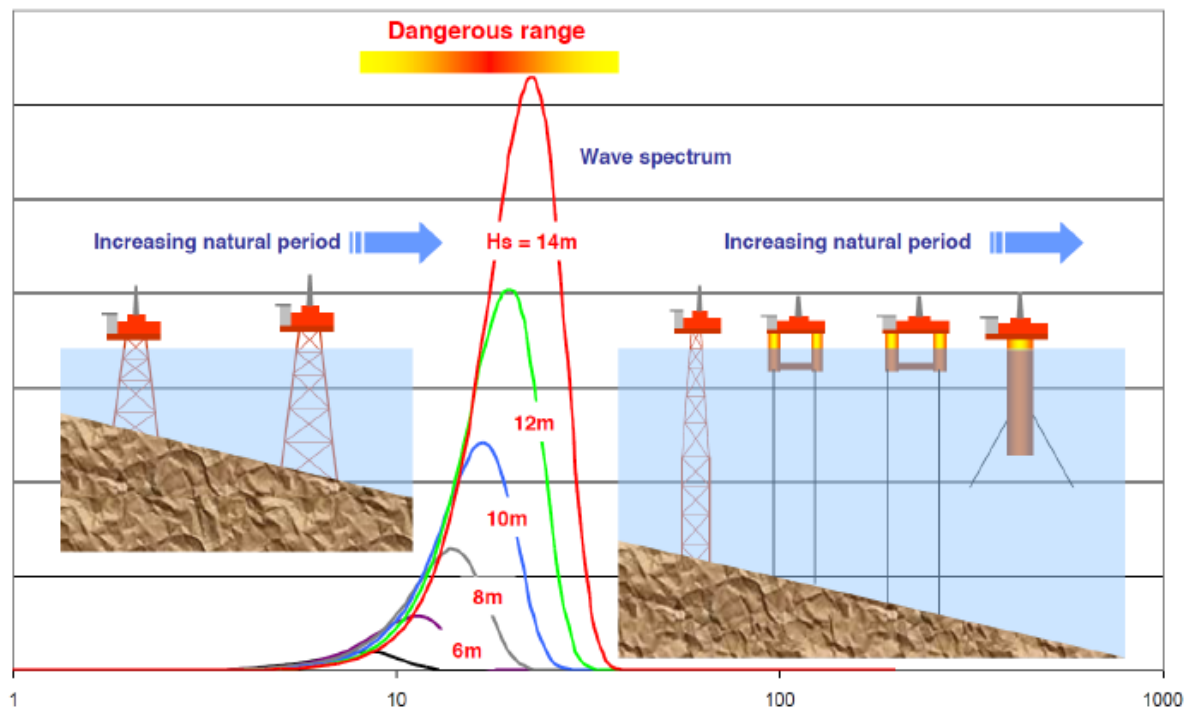 Dangerous range
Wave spectrum
Increasing natural period
Hs = 14m
Increasing natural period
12m
10m
8m
6m
1
10
100
1000